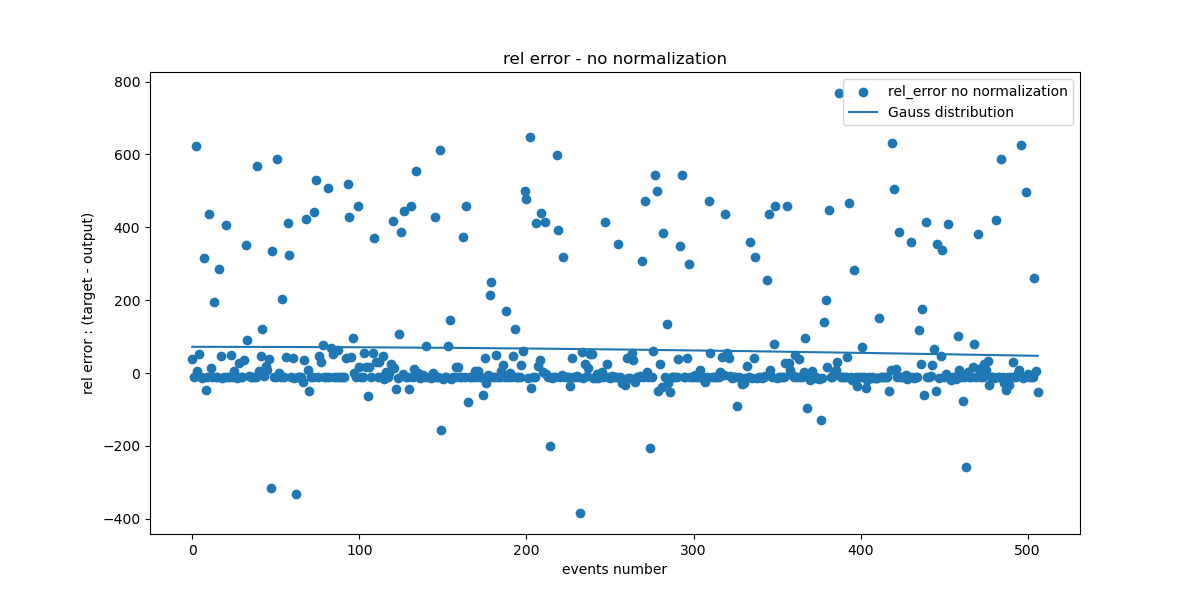 rel error - no normalization
rel_error no normalization
Gauss distribution
800
600
400
200
0
−200
−400
rel error : (target - output)
0 100 200 300 400 500
events number